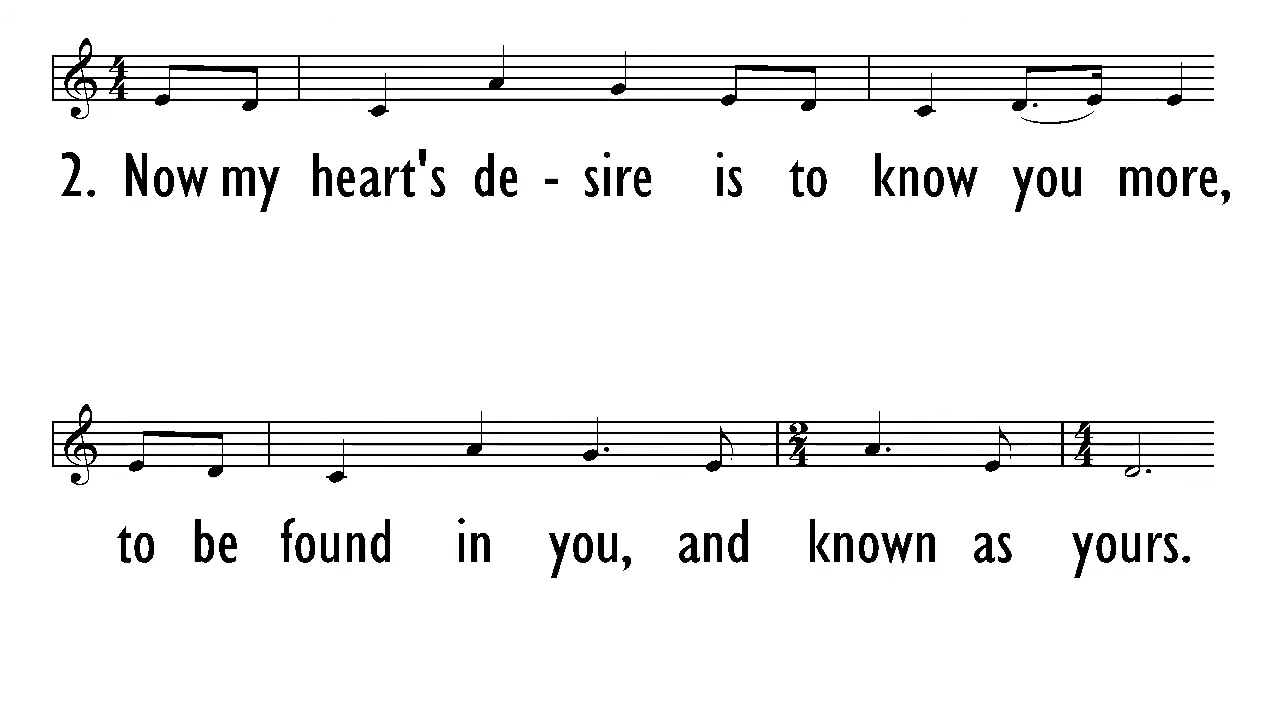 2. Now my heart's de - sire is to know you more,
to be found in you, and known as yours.